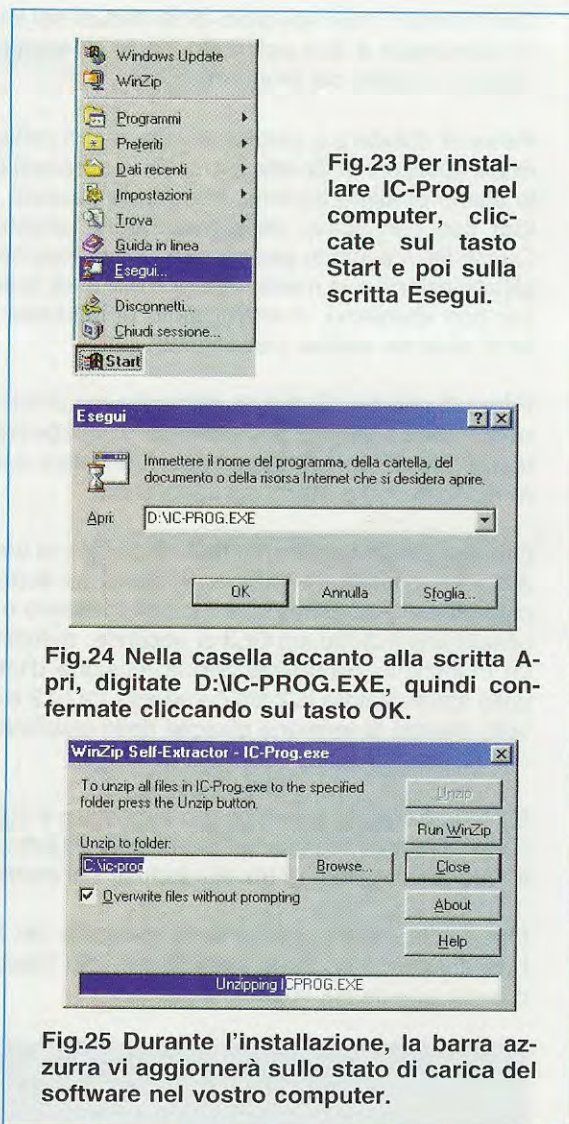 Windows Update
WinZip
Programmi
Preferiti
Dati recenti
Impostazioni
Trova
Guida in linea
Esegui...
Disconnetti...
Chiudi sessione...
Start
Fig.23 Per instal-
lare IC-Prog nel
computer, clic-
cate sul tasto
Start e poi sulla
scritta Esegui.
Esegui
Immettere il nome del programma, della cartella, del
documento o della risorsa Internet che si desidera aprire.
Apri: D:\IC-PROG.EXE
OK Annulla Sfoglia...
Fig.24 Nella casella accanto alla scritta A-
pri, digitate D:\IC-PROG.EXE, quindi con-
fermate cliccando sul tasto OK.
WinZip Self-Extractor - IC-Prog.exe
To unzip all files in IC-Prog.exe to the specified
folder press the Unzip button.
Unzip
Run WinZip
Unzip to folder:
C:\ic-prog Browse... Close
Overwrite files without prompting
About
Help
Unzipping ICPROG.EXE
Fig.25 Durante l'installazione, la barra az-
zurra vi aggiornerà sullo stato di carica del
software nel vostro computer.